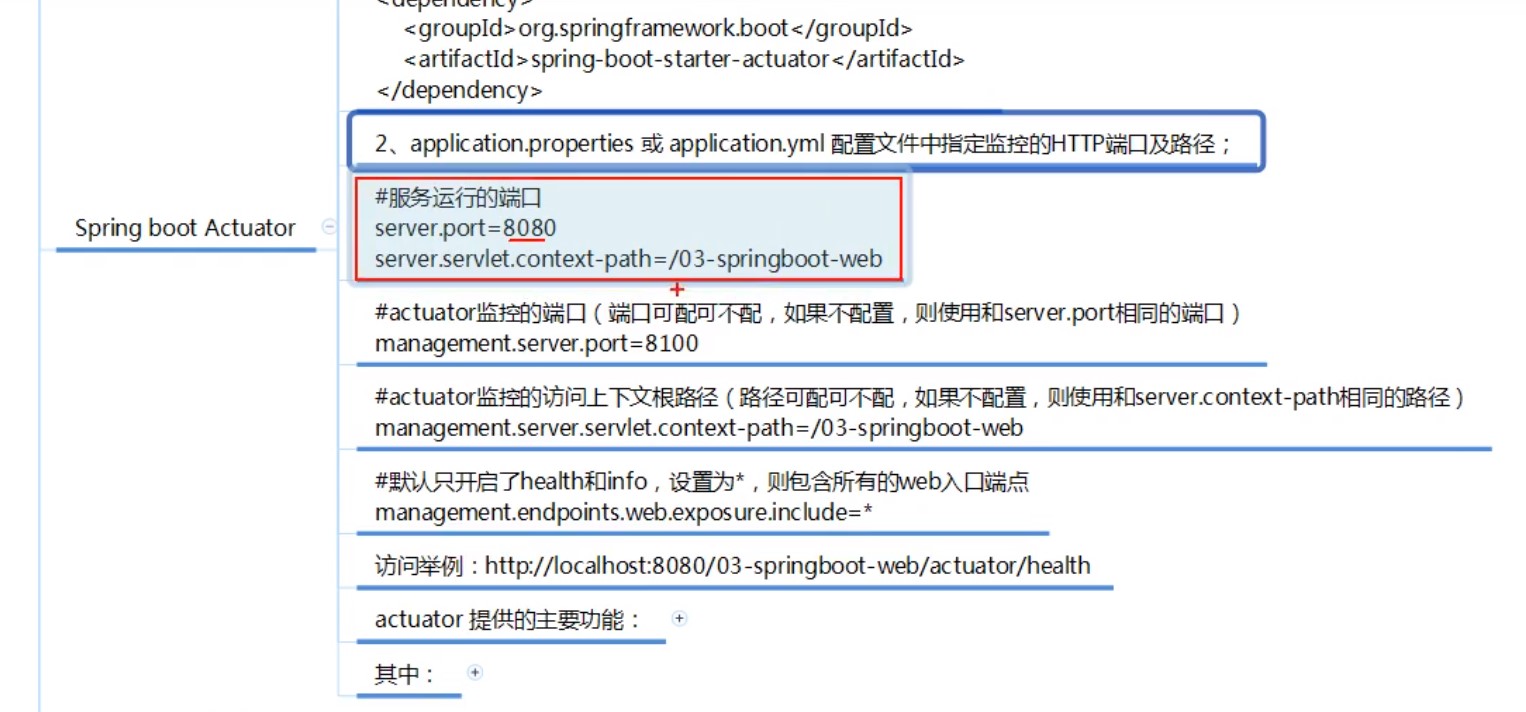 <dependency>
<groupId>org.springframework.boot</groupId>
<artifactId>spring-boot-starter-actuator</artifactId>
</dependency>
2、application.properties 或 application.yml 配置文件中指定监控的HTTP端口及路径；
Spring boot Actuator
#服务运行的端口
server.port=8080
server.servlet.context-path=/03-springboot-web
#actuator监控的端口（端口可配可不配，如果不配置，则使用和server.port相同的端口）
management.server.port=8100
#actuator监控的访问上下文根路径（路径可配可不配，如果不配置，则使用和server.context-path相同的路径）
management.server.servlet.context-path=/03-springboot-web
#默认只开启了health和info，设置为*，则包含所有的web入口端点
management.endpoints.web.exposure.include=*
访问举例：http://localhost:8080/03-springboot-web/actuator/health
actuator 提供的主要功能：
其中：